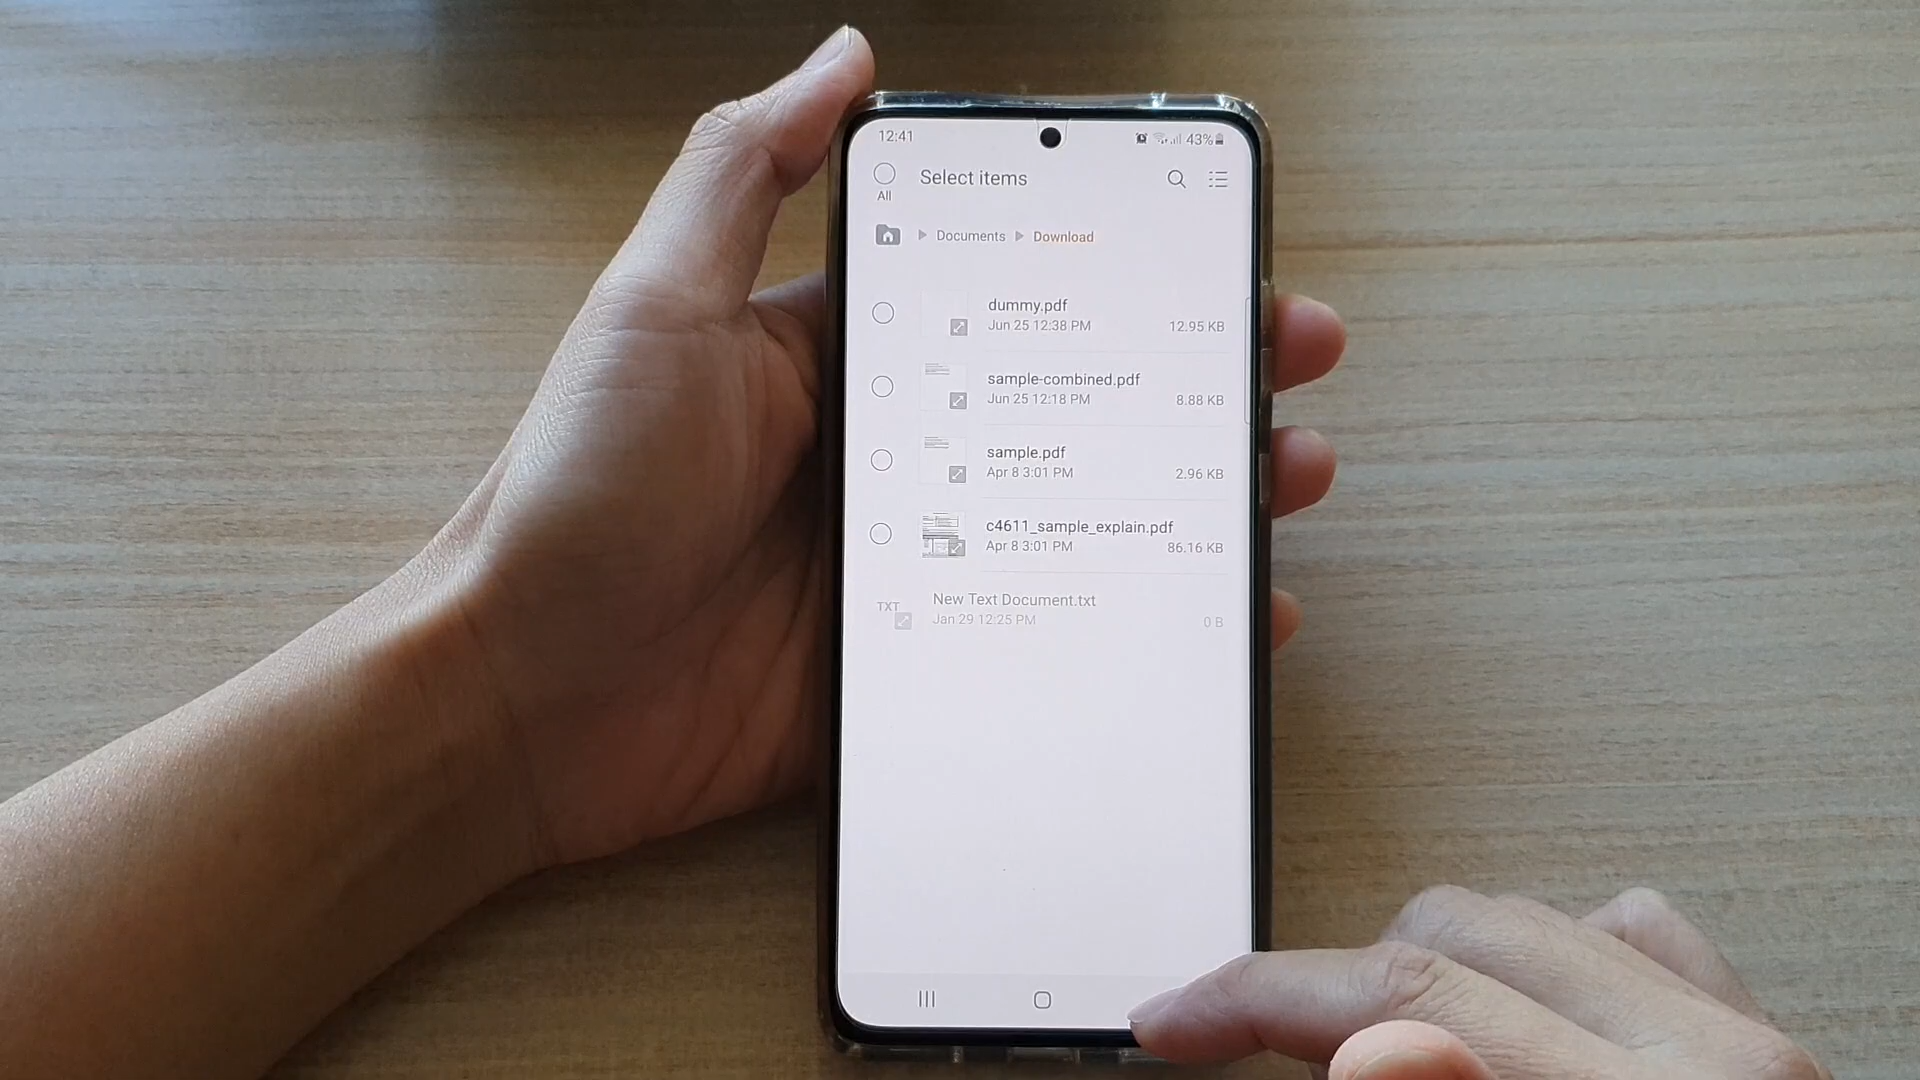 12:41
43%
Select items
All
Documents Download
dummy.pdf
Jun 25 12:38 PM
12.95 KB
sample-combined.pdf
Jun 25 12:18 PM
8.88 KB
sample.pdf
Apr 8 3:01 PM
2.96 KB
c4611_sample_explain.pdf
Apr 8 3:01 PM
86.16 KB
TXT
New Text Document.txt
Jan 29 12:25 PM
0 B